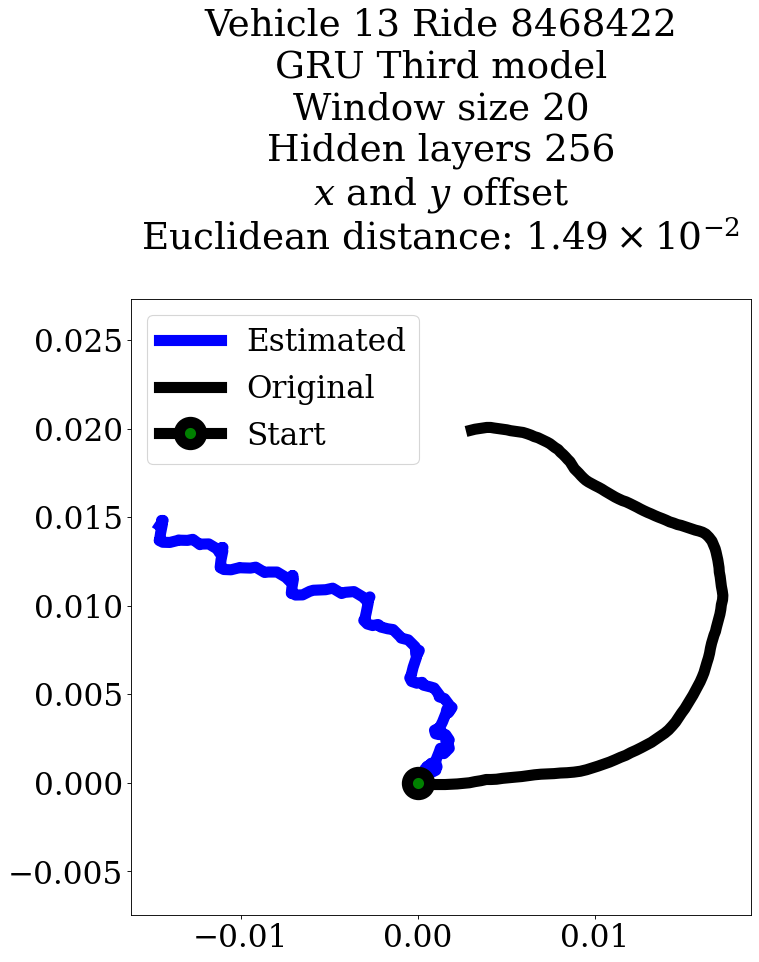 Vehicle 13 Ride 8468422
GRU Third model
Window size 20
Hidden layers 256
x and y offset
Euclidean distance: 1.49 × 10⁻²
Estimated
Original
Start
0.025
0.020
0.015
0.010
0.005
0.000
−0.005
−0.01 0.00 0.01